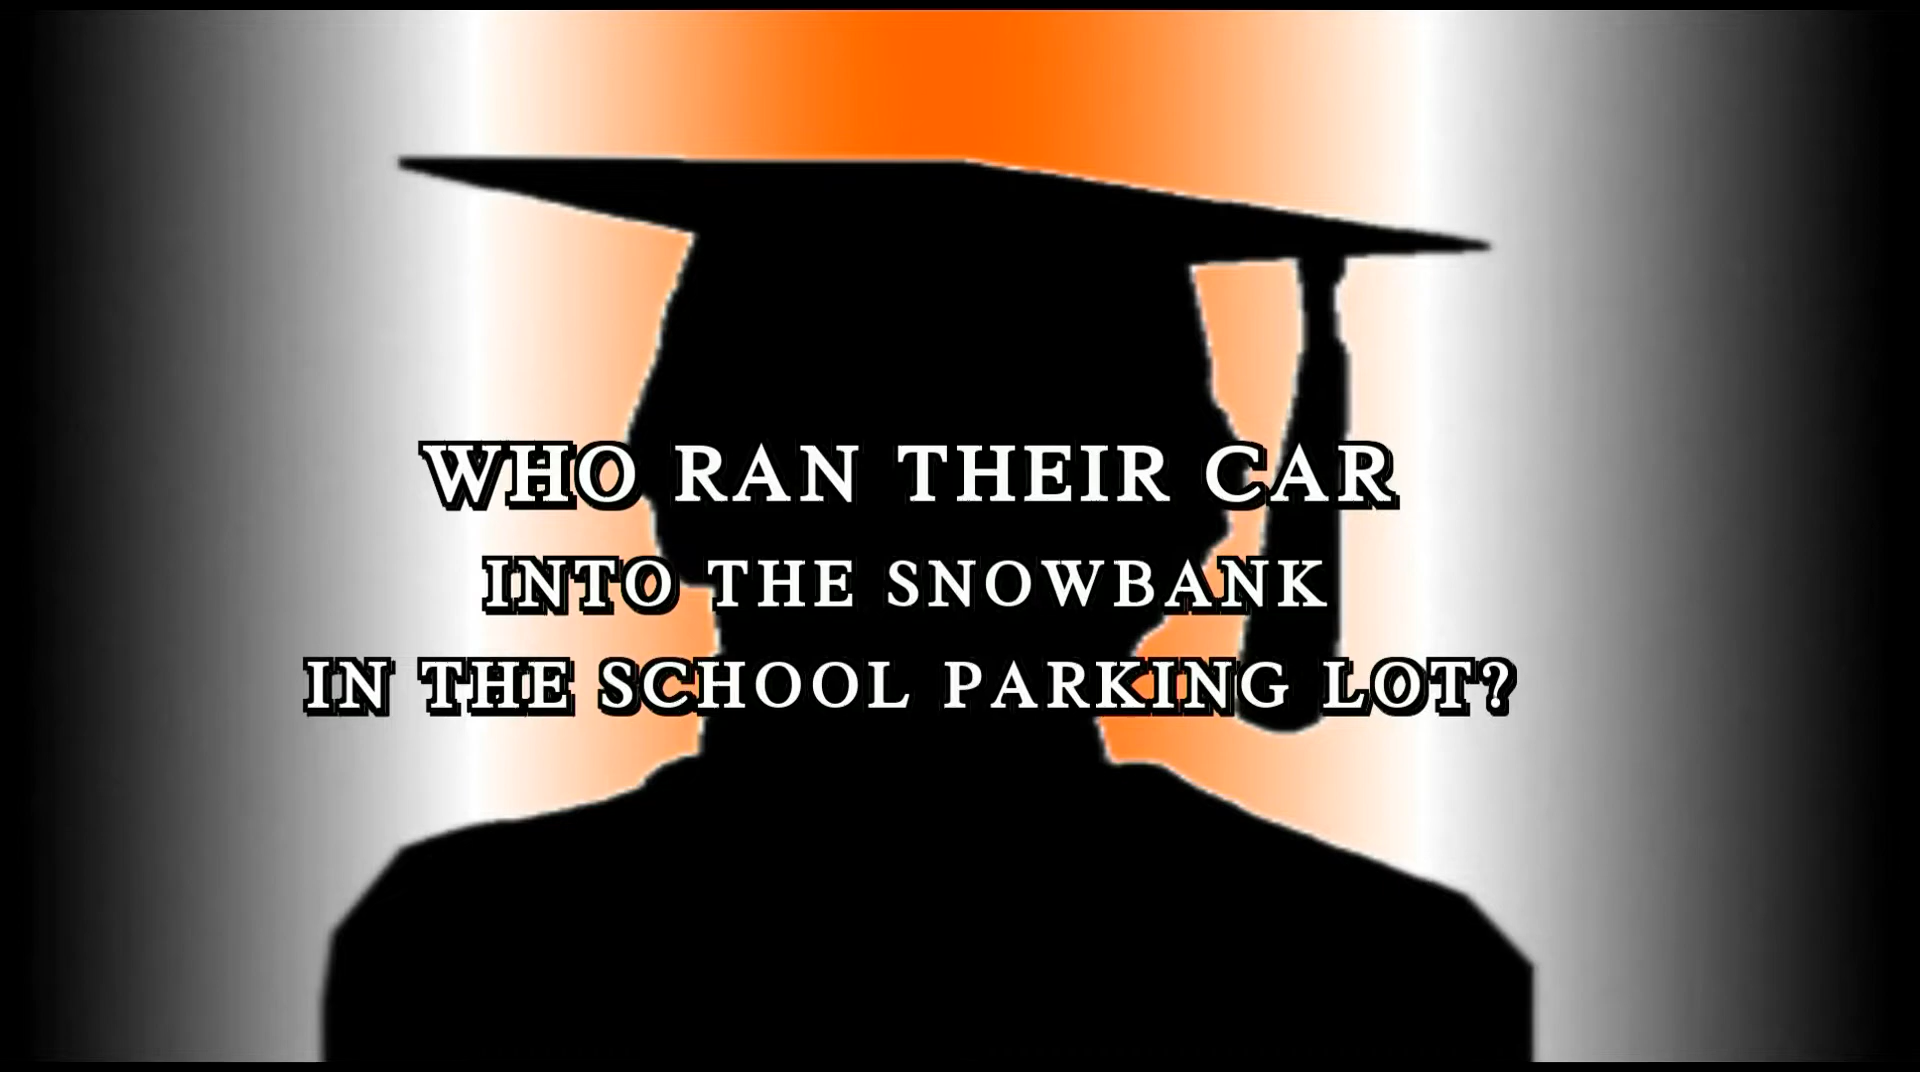 WHO RAN THEIR CAR
INTO THE SNOWBANK
IN THE SCHOOL PARKING LOT?